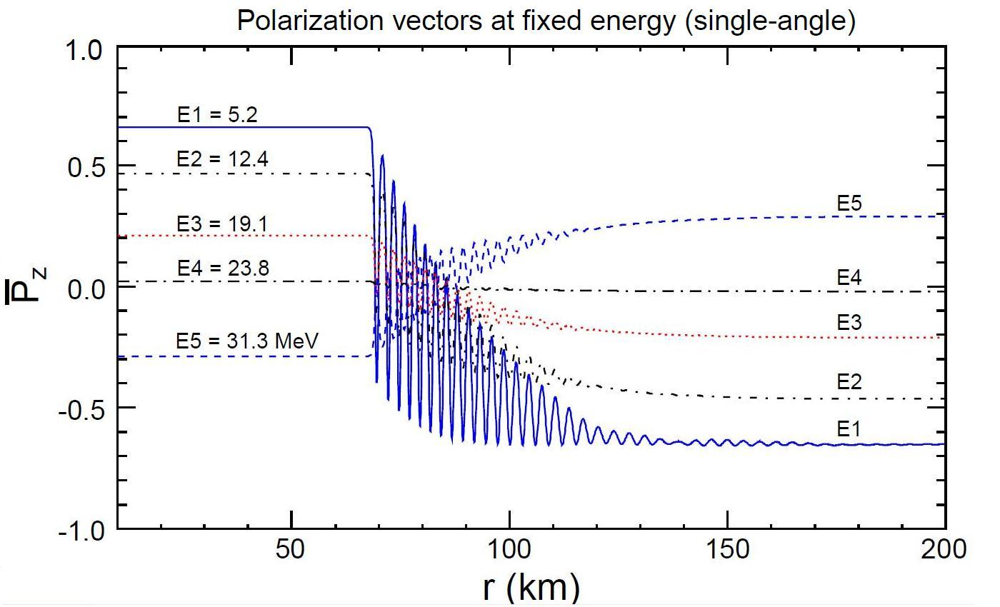 Polarization vectors at fixed energy (single-angle)
1.0
E1 = 5.2
E2 = 12.4
0.5
E5
E3 = 19.1
E4 = 23.8
E4
0.0
P̅z
E3
E5 = 31.3 MeV
E2
-0.5
E1
-1.0
50 100 150 200
r (km)